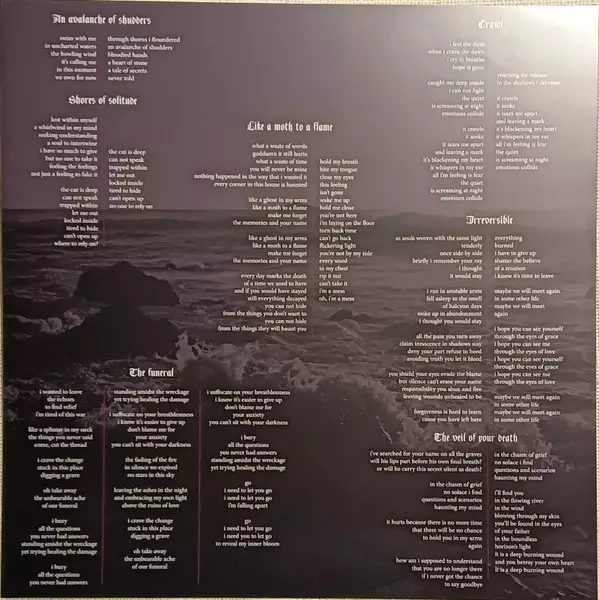 An avalanche of shudders
swim with me
in uncharted waters
the howling wind
it's calling me
in this moment
we own for now
through thorns i floundered
an avalanche of shudders
bloodied hands
a heart of stone
a tale of secrets
never told
Shores of solitude
lost within myself
a whirlwind in my mind
seeking understanding
a soul to intertwine
i have so much to give
but no one to take it
feeling the feelings
not just a feeling to fake it
the cut is deep
can not speak
trapped within
let me out
locked inside
tired to hide
can't open up
where to rely on?
the cut is deep
can not speak
trapped within
let me out
locked inside
tired to hide
can't open up
no one to rely on
Like a moth to a flame
what a waste of words
goddamn it still hurts
what a waste of time
you will never be mine
nothing happened in the way that i wanted it
every corner in this house is haunted
like a ghost in my arms
like a moth to a flame
make me forget
the memories and your name
like a ghost in my arms
like a moth to a flame
make me forget
the memories and your name
every day marks the death
of a time we used to have
and if you would have stayed
still everything decayed
you can not hide
from the things you don't want to
you can not hide
from the things they will haunt you
hold my breath
bite my tongue
close my eyes
this feeling
isn't gone
wake me up
hold me close
you're not here
i'm laying on the floor
turn back time
can't go back
flickering light
you're not by my side
every word
in my chest
rip it out
can't take it
i'm a mess
oh, i'm a mess
The funeral
i wanted to leave
the echoes
to find relief
i'm tired of this war
like a splinter in my neck
the things you never said
come, cut the thread
i crave the change
stuck in this place
digging a grave
oh take away
the unbearable ache
of our funeral
i bury
all the questions
you never had answers
standing amidst the wreckage
yet trying healing the damage
i bury
all the questions
you never had answers
standing amidst the wreckage
yet trying healing the damage
i suffocate on your breathlessness
i know it's easier to give up
don't blame me for
your anxiety
you can't sit with your darkness
the fading of the fire
in silence we expired
no stars in this sky
leaving the ashes in the night
and embracing my own light
above the ruins of love
i crave the change
stuck in this place
digging a grave
oh take away
the unbearable ache
of our funeral
i suffocate on your breathlessness
i know it's easier to give up
don't blame me for
your anxiety
you can't sit with your darkness
i bury
all the questions
you never had answers
standing amidst the wreckage
yet trying healing the damage
go
i need to let you go
i need to let you go
i'm falling apart
go
i need to let you go
i need you to let go
to reveal my inner bloom
Crawl
i feel the dusk
when i crave the dawn
i try to breathe
hope is gone
caught me deep inside
i can not fight
the quiet
is screaming at night
emotions collide
it crawls
it seeks
it tears me apart
and leaving a mark
it's blackening my heart
it whispers in my ear
all i'm feeling is fear
the quiet
is screaming at night
emotions collide
yearning for release
in the shadows i decrease
it crawls
it seeks
it tears me apart
and leaving a mark
it's blackening my heart
it whispers in my ear
all i'm feeling is fear
the quiet
is screaming at night
emotions collide
Irreversible
as souls woven with the same light
tenderly
once side by side
briefly i remember your ray
i thought
it would stay
i run in unstable arms
fell asleep to the smell
of halcyon days
woke up in abandonment
i thought you would stay
all the pain you turn away
claim innocence in shadows stay
deny your part refuse to bend
avoiding truth you let it bleed
you shield your eyes evade the blame
but silence can't erase your name
responsibility you shun and flee
leaving wounds unhealed to be
forgiveness is hard to learn
cause you have left here
everything
burned
i have to give up
shatter the believe
of a reunion
i know it's time to leave
maybe we will meet again
in some other life
maybe we will meet
again
i hope you can see yourself
through the eyes of grace
i hope you can see me
through the eyes of love
i hope you can see yourself
through the eyes of grace
i hope you can see me
through the eyes of love
maybe we will meet again
in some other life
maybe we will meet again
in some other life
The veil of your death
i've searched for your name on all the graves
will his lips part before his own final breath?
or will he carry this secret silent as death?
in the chasm of grief
no solace i find
questions and scenarios
haunting my mind
it hurts because there is no more time
that there will be no chance
to hold you in my arms
again
how am i supposed to understand
that you are no longer there
if i never got the chance
to say goodbye
in the chasm of grief
no solace i find
questions and scenarios
haunting my mind
i'll find you
in the flowing river
in the wind
blowing through my skin
you'll be found in the eyes
of your father
in the boundless
horizon's light
it is a deep burning wound
and you betray your own heart
it is a deep burning wound